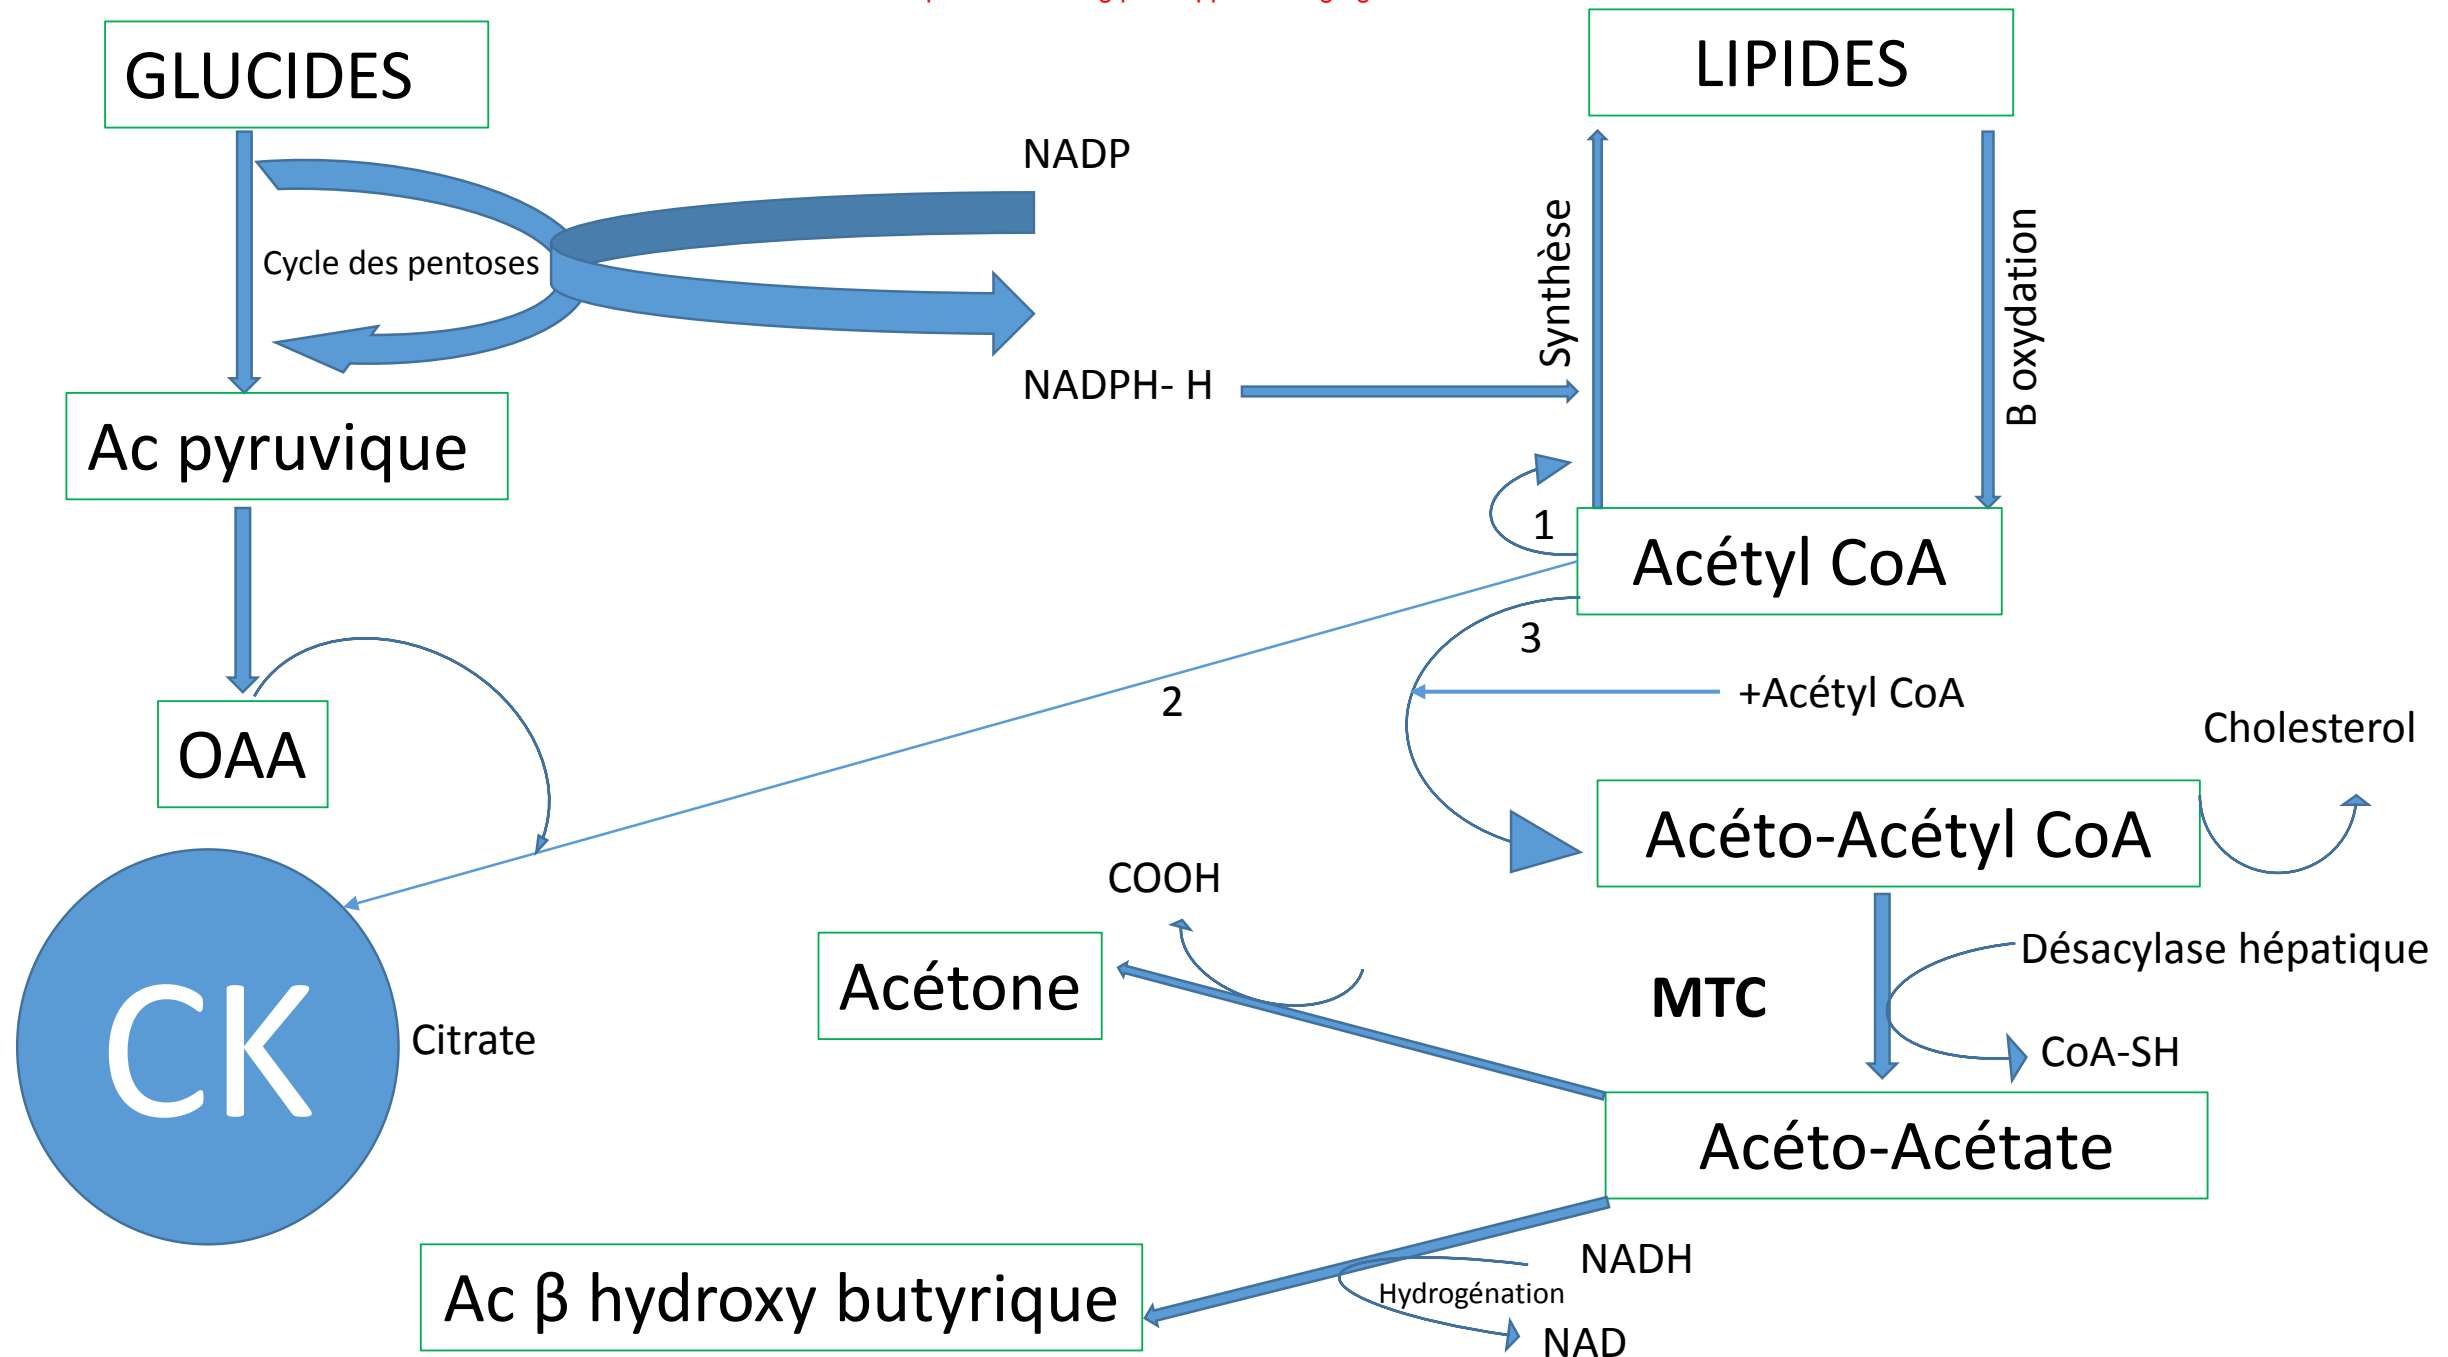 GLUCIDES
LIPIDES
NADP
Cycle des pentoses
Synthèse
B oxydation
NADPH- H
Ac pyruvique
1
Acétyl CoA
3
2
+Acétyl CoA
Cholesterol
OAA
Acéto-Acétyl CoA
COOH
Désacylase hépatique
Acétone
MTC
CK
Citrate
CoA-SH
Acéto-Acétate
NADH
Ac β hydroxy butyrique
Hydrogénation
NAD